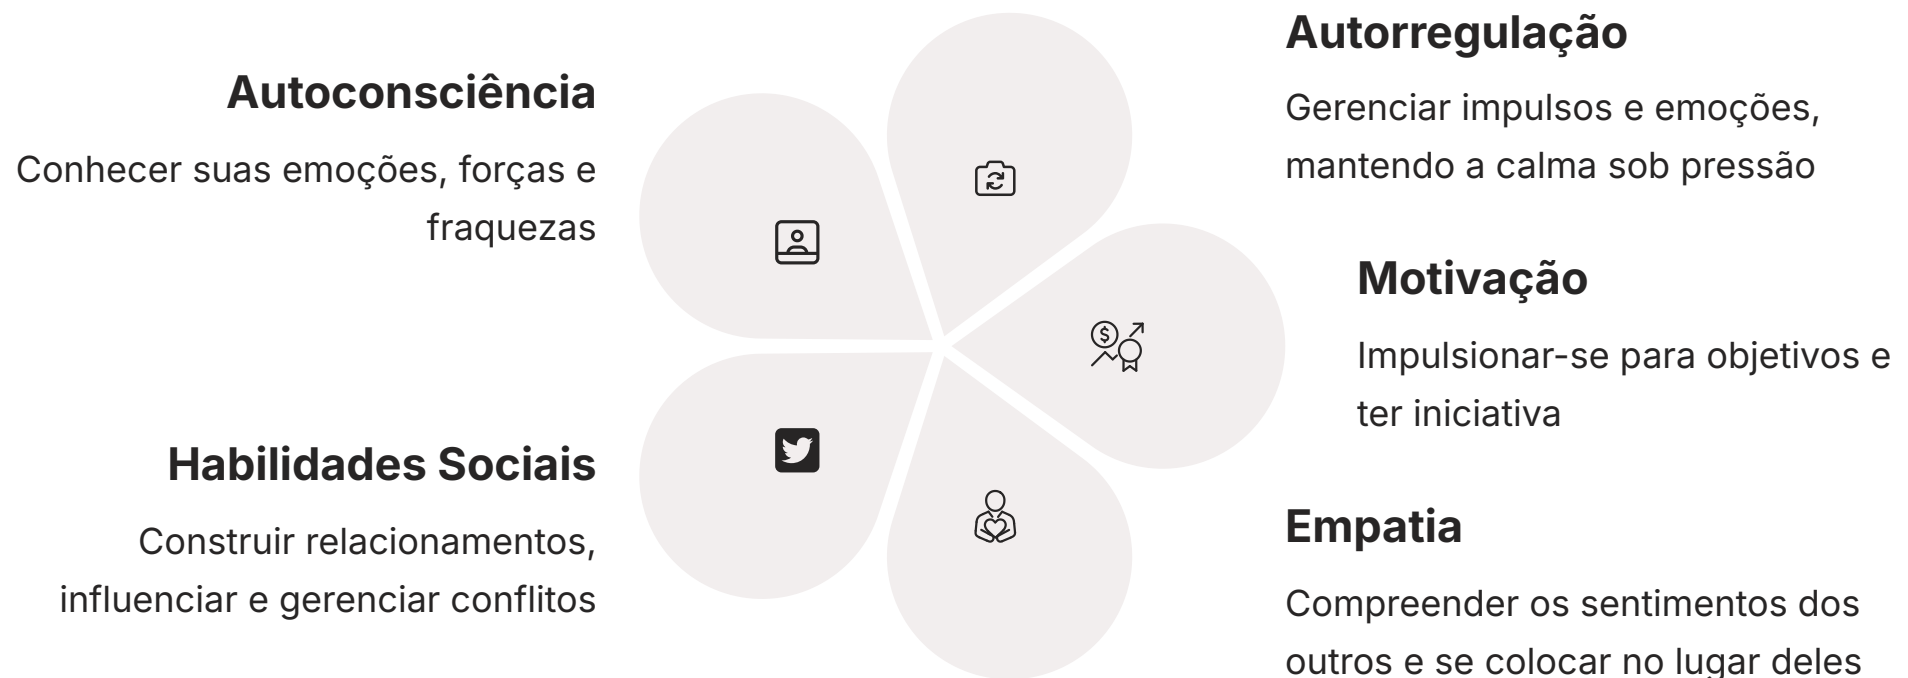 Autoconsciência
Conhecer suas emoções, forças e
fraquezas
Autorregulação
Gerenciar impulsos e emoções,
mantendo a calma sob pressão
Motivação
Impulsionar-se para objetivos e
ter iniciativa
Empatia
Compreender os sentimentos dos
outros e se colocar no lugar deles
Habilidades Sociais
Construir relacionamentos,
influenciar e gerenciar conflitos
$